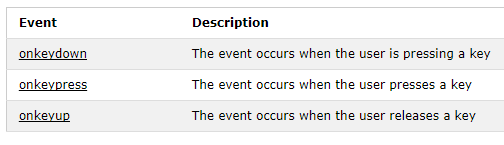 Event Description
onkeydown The event occurs when the user is pressing a key
onkeypress The event occurs when the user presses a key
onkeyup The event occurs when the user releases a key